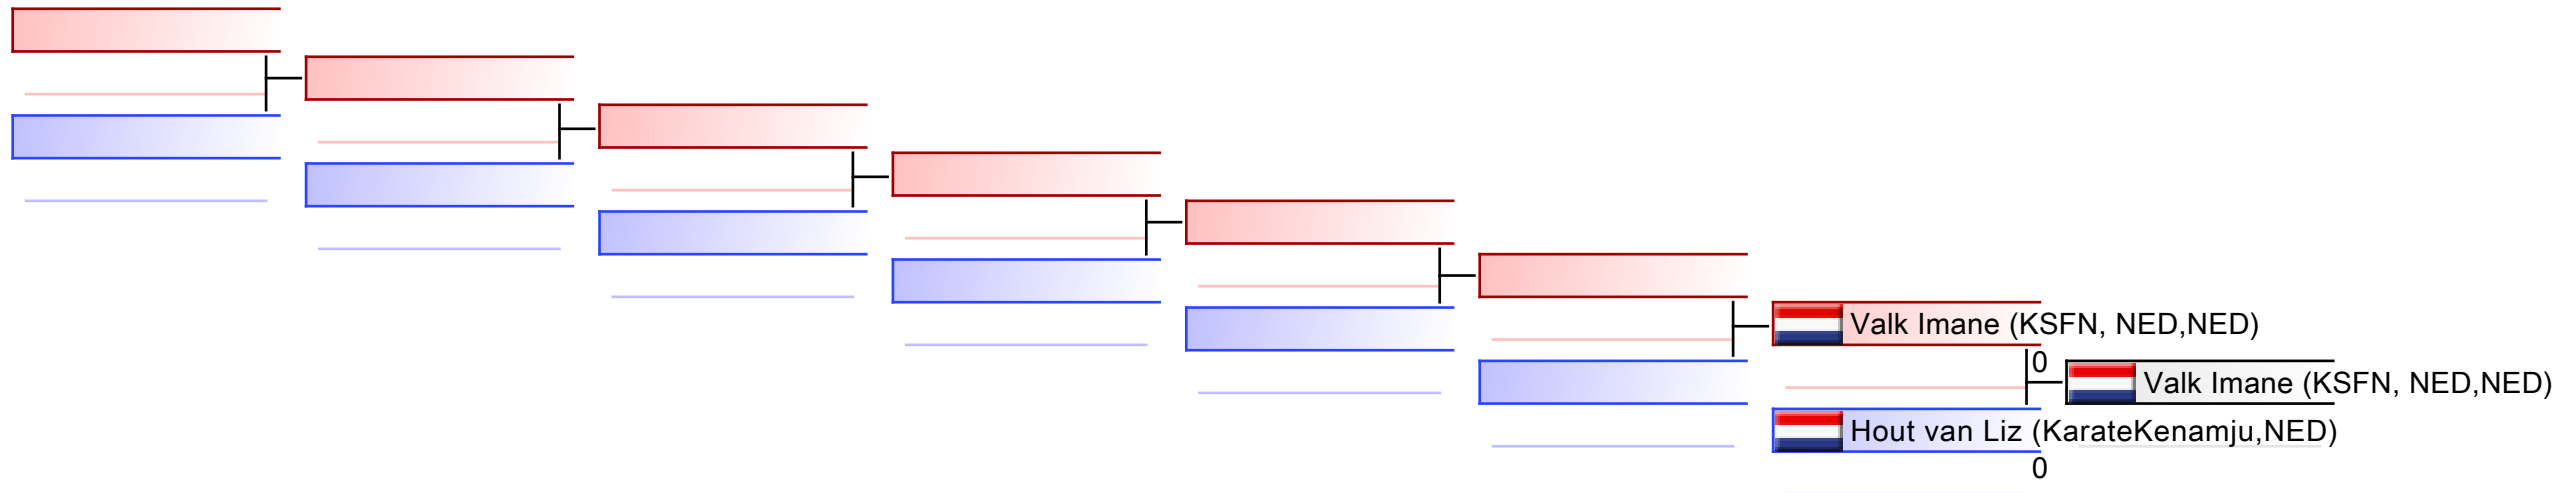 Valk Imane (KSFN, NED,NED)
0
Valk Imane (KSFN, NED,NED)
Hout van Liz (KarateKenamju,NED)
0